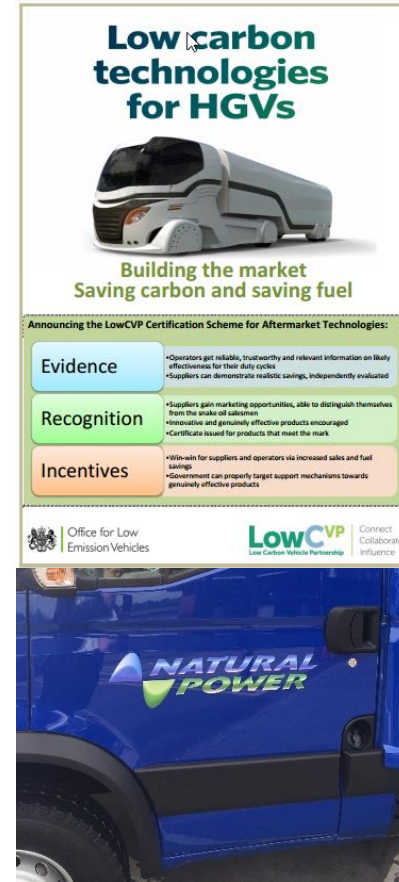 Low carbon
technologies
for HGVs
Building the market
Saving carbon and saving fuel
Announcing the LowCVP Certification Scheme for Aftermarket Technologies:
Evidence
•Operators get reliable, trustworthy and relevant information on likely
effectiveness for their duty cycles
•Suppliers can demonstrate realistic savings, independently evaluated
Recognition
•Suppliers gain marketing opportunities, able to distinguish themselves
from the snake oil salesmen
•Innovative and genuinely effective products encouraged
•Certificate issued for products that meet the mark
Incentives
•Win-win for suppliers and operators via increased sales and fuel
savings
•Government can properly target support mechanisms towards
genuinely effective products
Office for Low
Emission Vehicles
LowCVP
Low Carbon Vehicle Partnership
Connect
Collaborate
Influence
NATURAL
POWER